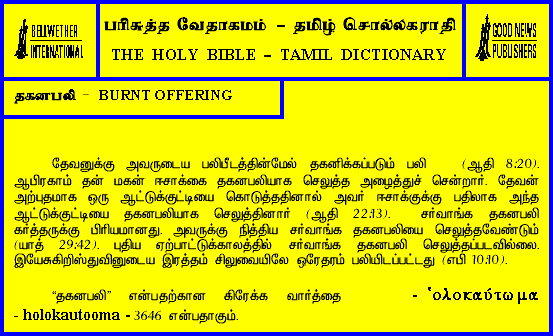 BELLWETHER
INTERNATIONAL
பரிசுத்த வேதாகமம் - தமிழ் சொல்லகராதி
THE HOLY BIBLE - TAMIL DICTIONARY
GOOD NEWS
PUBLISHERS
தகனபலி - BURNT OFFERING
தேவனுக்கு அவருடைய பலிபீடத்தின்மேல் தகனிக்கப்படும் பலி (ஆதி 8:20).
ஆபிரகாம் தன் மகன் ஈசாக்கை தகனபலியாக செலுத்த அழைத்துச் சென்றார். தேவன்
அற்புதமாக ஒரு ஆட்டுக்குட்டியை கொடுத்ததினால் அவர் ஈசாக்குக்கு பதிலாக அந்த
ஆட்டுக்குட்டியை தகனபலியாக செலுத்தினார் (ஆதி 22:13). சர்வாங்க தகனபலி
கர்த்தருக்கு பிரியமானது. அவருக்கு நித்திய சர்வாங்க தகனபலியை செலுத்தவேண்டும்
(யாத் 29:42). புதிய ஏற்பாட்டுக்காலத்தில் சர்வாங்க தகனபலி செலுத்தப்படவில்லை.
இயேசுகிறிஸ்துவினுடைய இரத்தம் சிலுவையிலே ஒரேதரம் பலியிடப்பட்டது (எபி 10:10).
"தகனபலி" என்பதற்கான கிரேக்க வார்த்தை - ὁλοκαύτωμα
- holokautooma - 3646 என்பதாகும்.